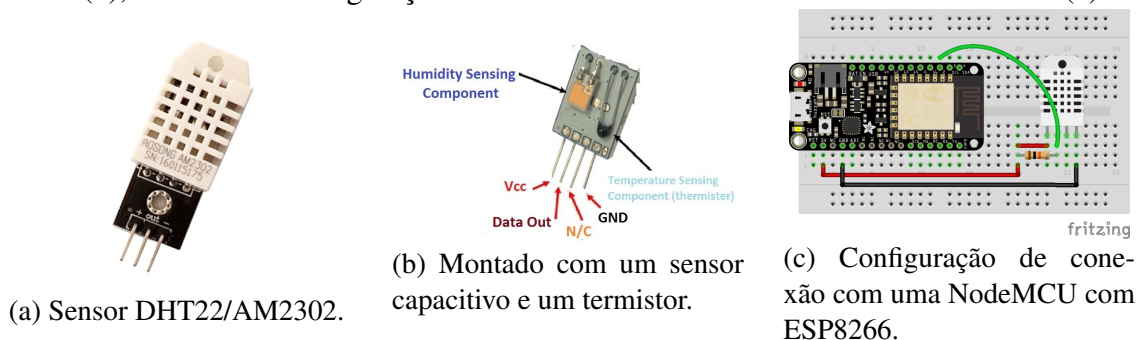 AOSONG AM2302
SN 160115175
+ out -
(a) Sensor DHT22/AM2302.
Humidity Sensing
Component
Vcc
Data Out
N/C
GND
Temperature Sensing
Component (thermister)
(b) Montado com um sensor
capacitivo e um termistor.
fritzing
(c) Configuração de cone-
xão com uma NodeMCU com
ESP8266.